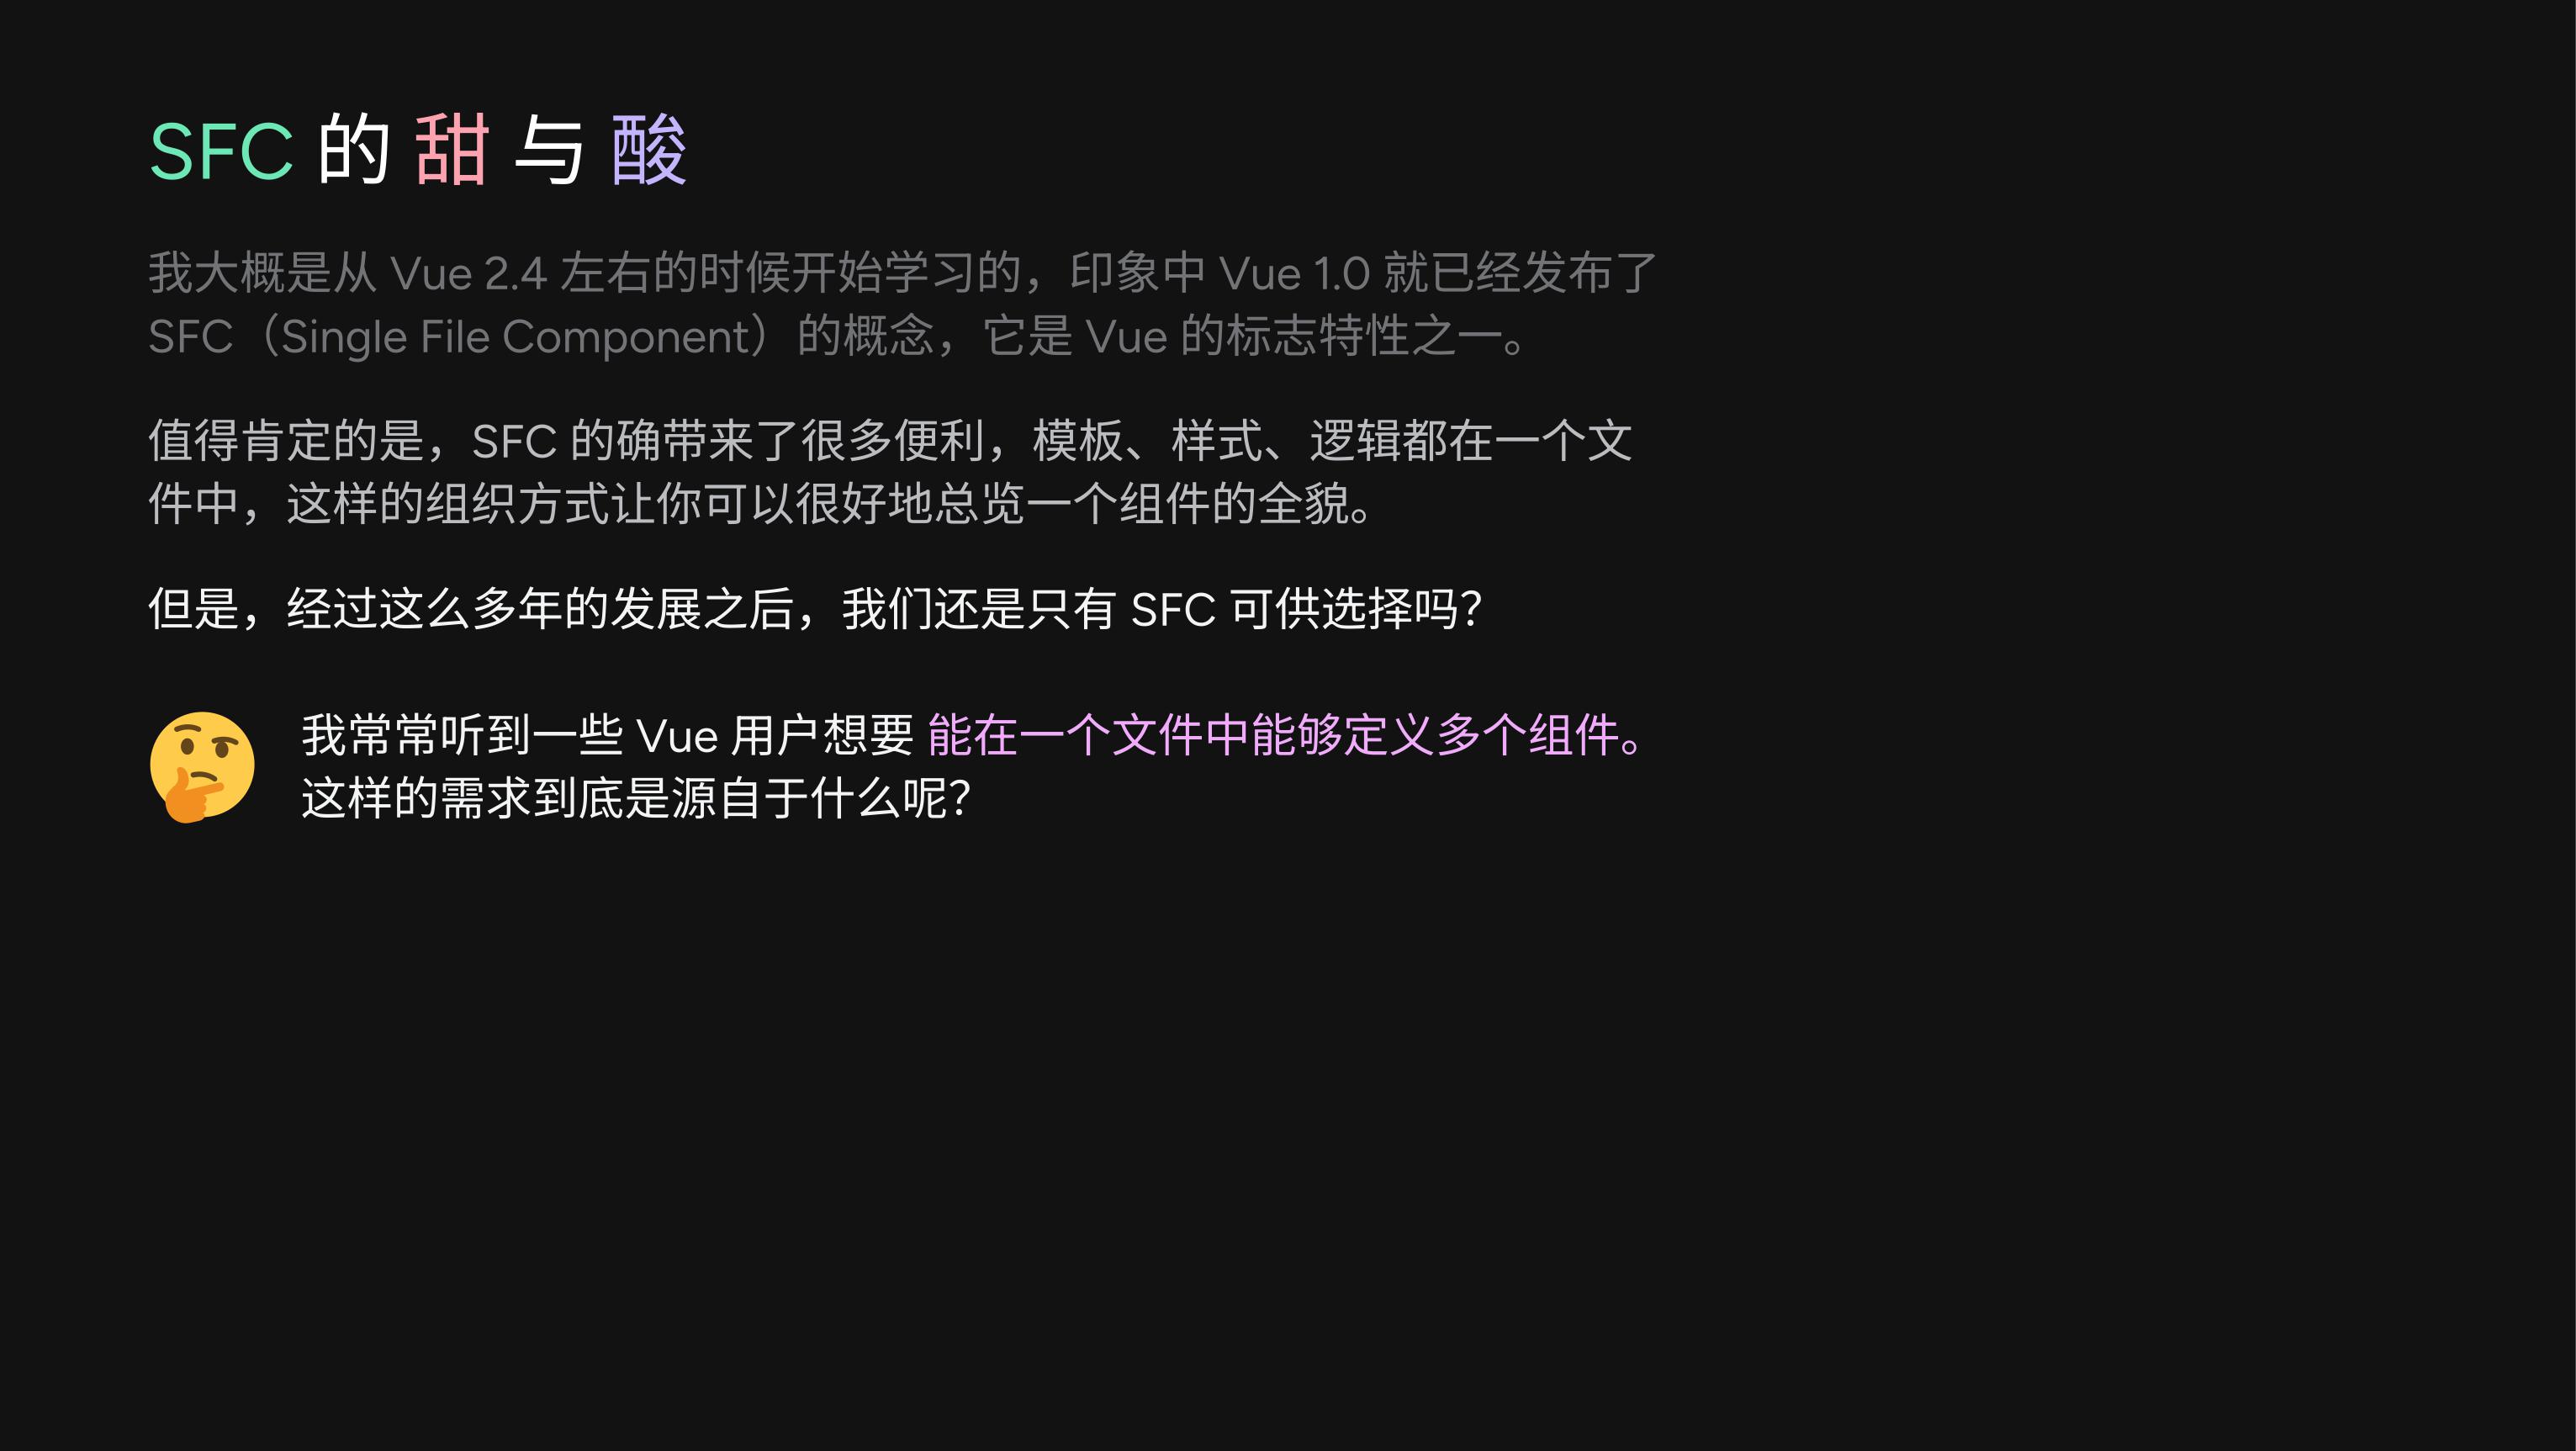 SFC 的 甜 与 酸
我大概是从 Vue 2.4 左右的时候开始学习的，印象中 Vue 1.0 就已经发布了
SFC（Single File Component）的概念，它是 Vue 的标志特性之一。
值得肯定的是，SFC 的确带来了很多便利，模板、样式、逻辑都在一个文
件中，这样的组织方式让你可以很好地总览一个组件的全貌。
但是，经过这么多年的发展之后，我们还是只有 SFC 可供选择吗？
我常常听到一些 Vue 用户想要 能在一个文件中能够定义多个组件。
这样的需求到底是源自于什么呢？